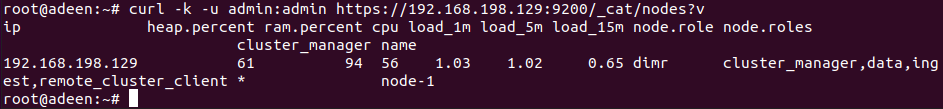 root@adeen:~# curl -k -u admin:admin https://192.168.198.129:9200/_cat/nodes?v
ip              heap.percent ram.percent cpu load_1m load_5m load_15m node.role node.roles
                             cluster_manager name
192.168.198.129           61          94  56    1.03    1.02     0.65 dimr      cluster_manager,data,ing
est,remote_cluster_client *               node-1
root@adeen:~#